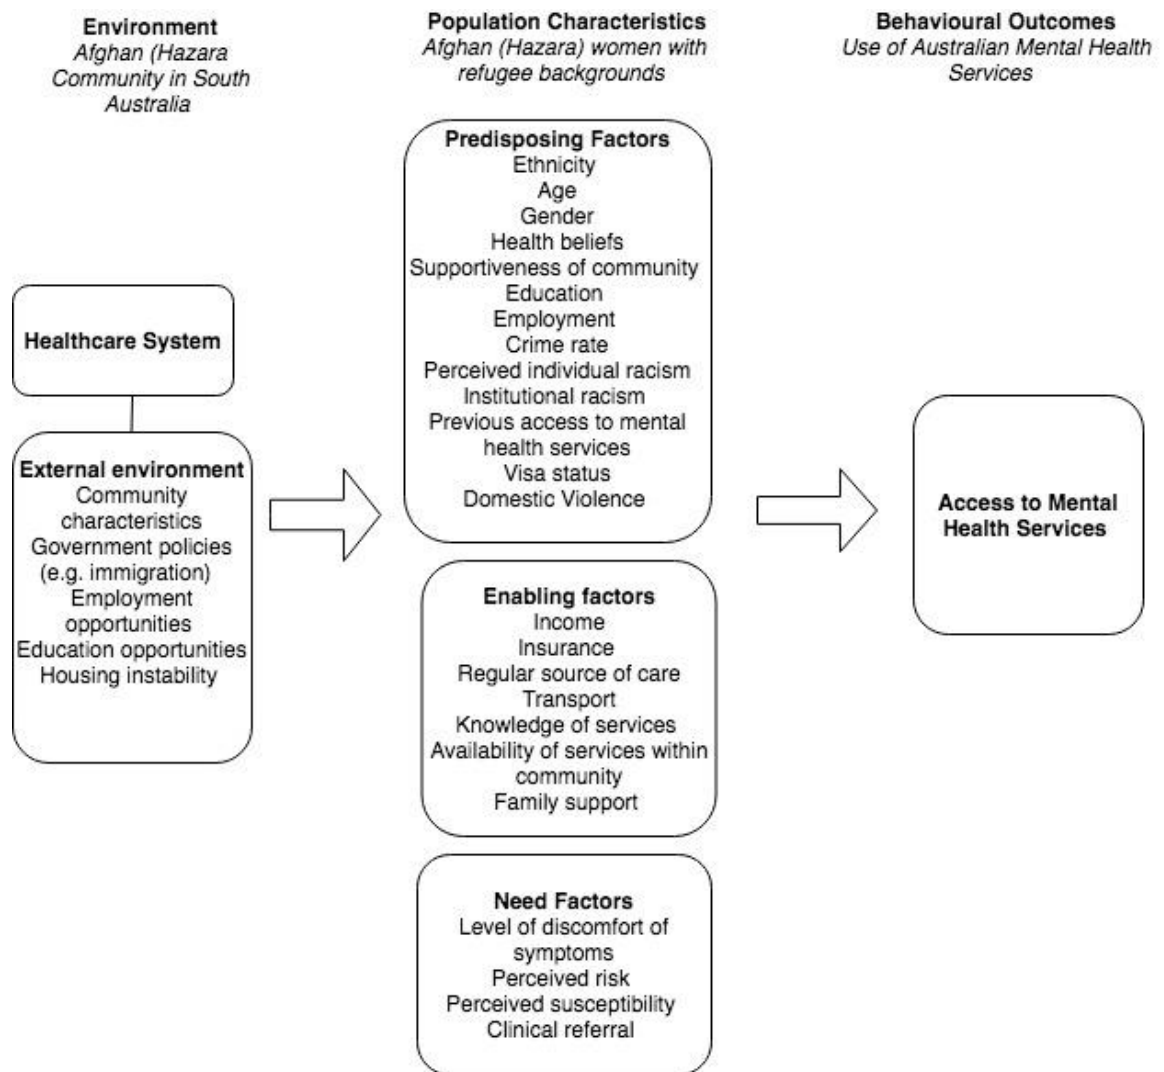 Environment
Afghan (Hazara
Community in South
Australia
Population Characteristics
Afghan (Hazara) women with
refugee backgrounds
Behavioural Outcomes
Use of Australian Mental Health
Services
Healthcare System
External environment
Community
characteristics
Government policies
(e.g. immigration)
Employment
opportunities
Education opportunities
Housing instability
Predisposing Factors
Ethnicity
Age
Gender
Health beliefs
Supportiveness of community
Education
Employment
Crime rate
Perceived individual racism
Institutional racism
Previous access to mental
health services
Visa status
Domestic Violence
Enabling factors
Income
Insurance
Regular source of care
Transport
Knowledge of services
Availability of services within
community
Family support
Need Factors
Level of discomfort of
symptoms
Perceived risk
Perceived susceptibility
Clinical referral
Access to Mental
Health Services